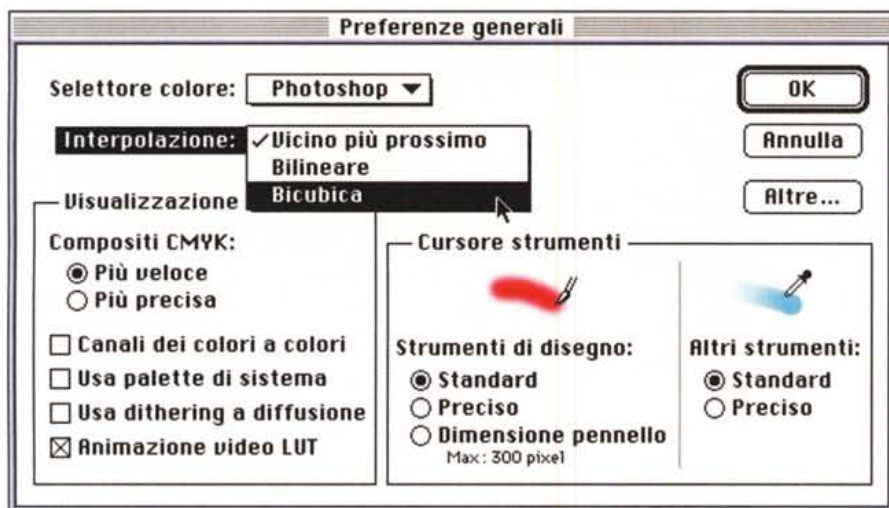 Preferenze generali
Selettore colore: Photoshop
OK
Interpolazione: Vicino più prossimo
Bilineare
Bicubica
Annulla
Altre...
Visualizzazione
Compositi CMYK:
Più veloce
Più precisa
Canali dei colori a colori
Usa palette di sistema
Usa dithering a diffusione
Animazione video LUT
Cursore strumenti
Strumenti di disegno:
Standard
Preciso
Dimensione pennello
Max: 300 pixel
Altri strumenti:
Standard
Preciso